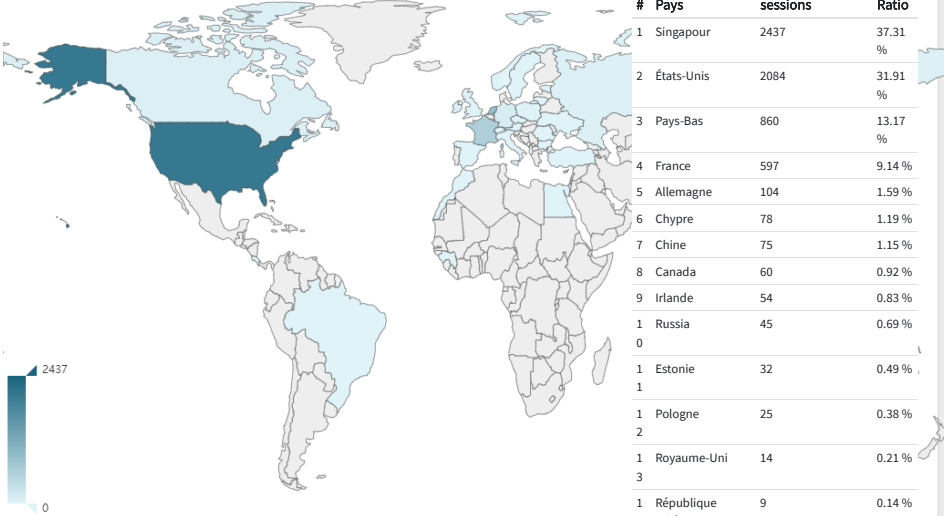 # Pays sessions Ratio
1 Singapour 2437 37.31
%
2 États-Unis 2084 31.91
%
3 Pays-Bas 860 13.17
%
4 France 597 9.14 %
5 Allemagne 104 1.59 %
6 Chypre 78 1.19 %
7 Chine 75 1.15 %
8 Canada 60 0.92 %
9 Irlande 54 0.83 %
1 Russia 45 0.69 %
0
1 Estonie 32 0.49 %
1
1 Pologne 25 0.38 %
2
1 Royaume-Uni 14 0.21 %
3
1 République 9 0.14 %
2437
0